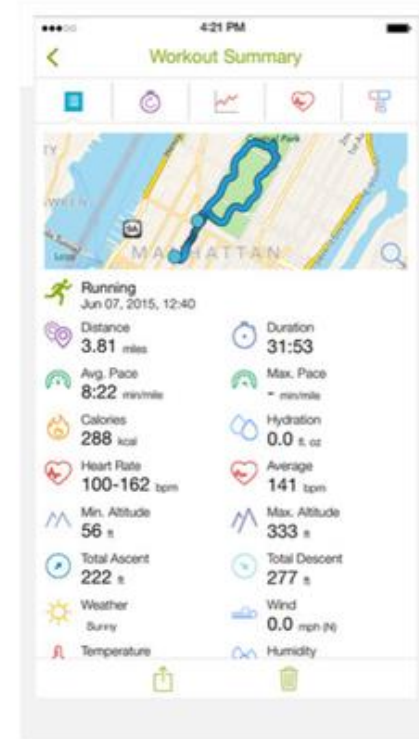 4:21 PM
Workout Summary
Central Park
MANHATTAN
9A
Running
Jun 07, 2015, 12:40
Distance
3.81 miles
Duration
31:53
Avg. Pace
8:22 min/mile
Max. Pace
- min/mile
Calories
288 kcal
Hydration
0.0 fl. oz
Heart Rate
100-162 bpm
Average
141 bpm
Min. Altitude
56 ft
Max. Altitude
333 ft
Total Ascent
222 ft
Total Descent
277 ft
Weather
Sunny
Wind
0.0 mph (N)
Temperature
Humidity